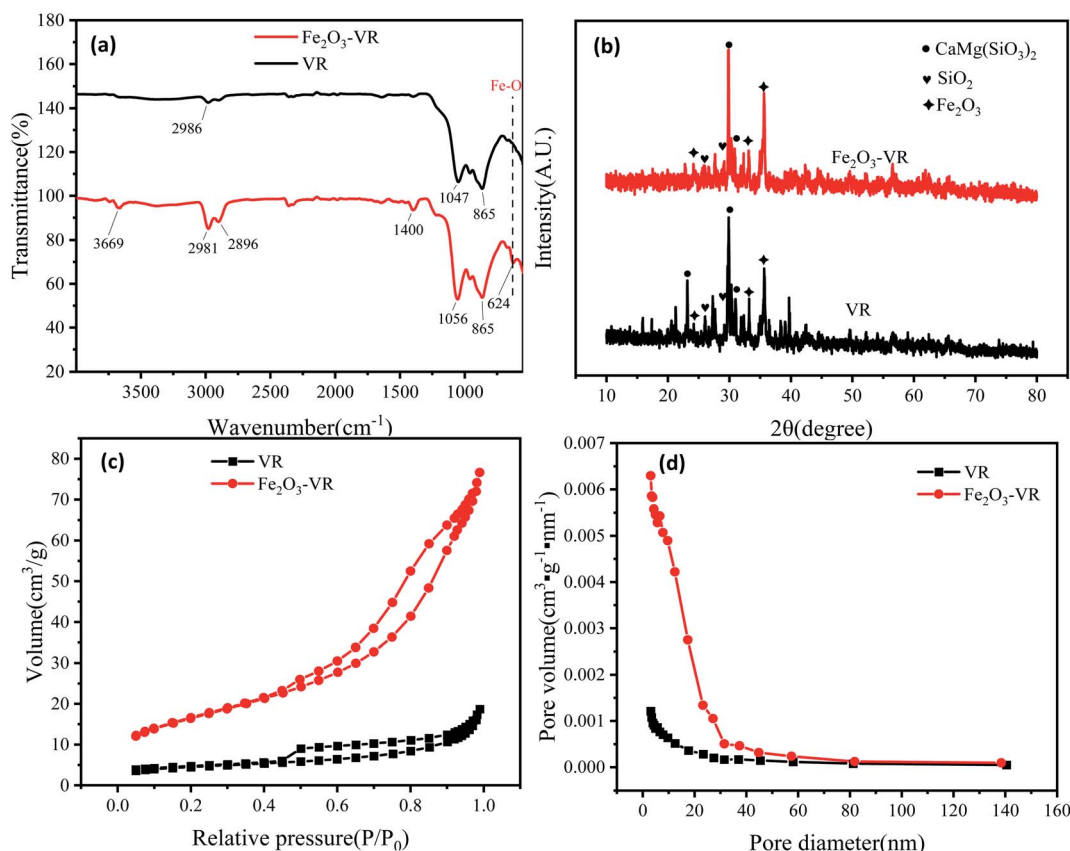 (a)
Fe₂O₃-VR
VR
Fe-O
2986
1047
865
3669
2981
2896
1400
1056
865
624
180
160
140
120
100
80
60
40
20
Transmittance(%)
3500 3000 2500 2000 1500 1000
Wavenumber(cm⁻¹)
(b)
CaMg(SiO₃)₂
SiO₂
Fe₂O₃
Fe₂O₃-VR
VR
Intensity(A.U.)
10 20 30 40 50 60 70 80
2θ(degree)
(c)
VR
Fe₂O₃-VR
80
70
60
50
40
30
20
10
0
Volume(cm³/g)
0.0 0.2 0.4 0.6 0.8 1.0
Relative pressure(P/P₀)
(d)
VR
Fe₂O₃-VR
0.007
0.006
0.005
0.004
0.003
0.002
0.001
0.000
Pore volume(cm³▪g⁻¹▪nm⁻¹)
0 20 40 60 80 100 120 140 160
Pore diameter(nm)